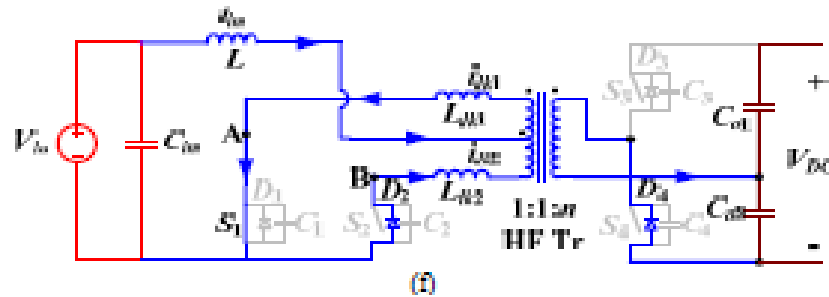 i_in
L
V_in
C_in
A
S_1
D_1
C_1
B
D_2
S_2
C_2
i_lk1
L_lk1
i_lk2
L_lk2
1:1:n
HF Tr
D_3
S_3
C_3
D_4
S_4
C_4
C_o1
C_o2
+
V_DC
-
(f)